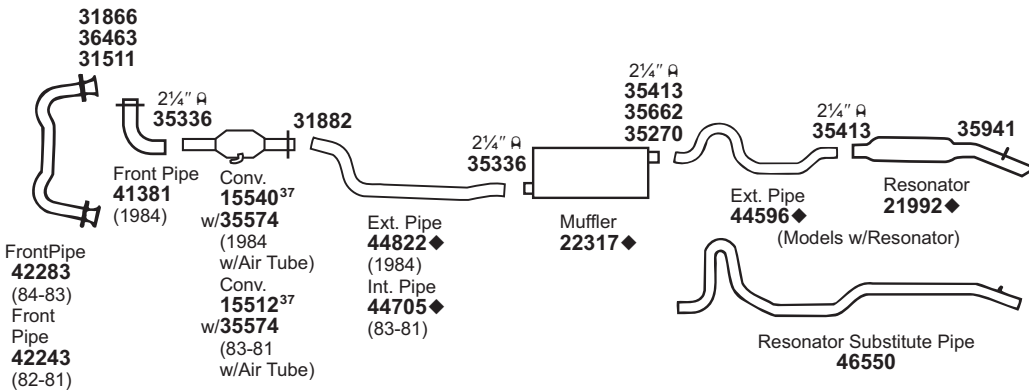 31866
36463
31511
2¼″
35336
31882
2¼″
35336
2¼″
35413
35662
35270
2¼″
35413
35941
FrontPipe
42283
(84-83)
Front
Pipe
42243
(82-81)
Front Pipe
41381
(1984)
Conv.
15540³⁷
w/35574
(1984
w/Air Tube)
Conv.
15512³⁷
w/35574
(83-81
w/Air Tube)
Ext. Pipe
44822◆
(1984)
Int. Pipe
44705◆
(83-81)
Muffler
22317◆
Ext. Pipe
44596◆
(Models w/Resonator)
Resonator
21992◆
Resonator Substitute Pipe
46550